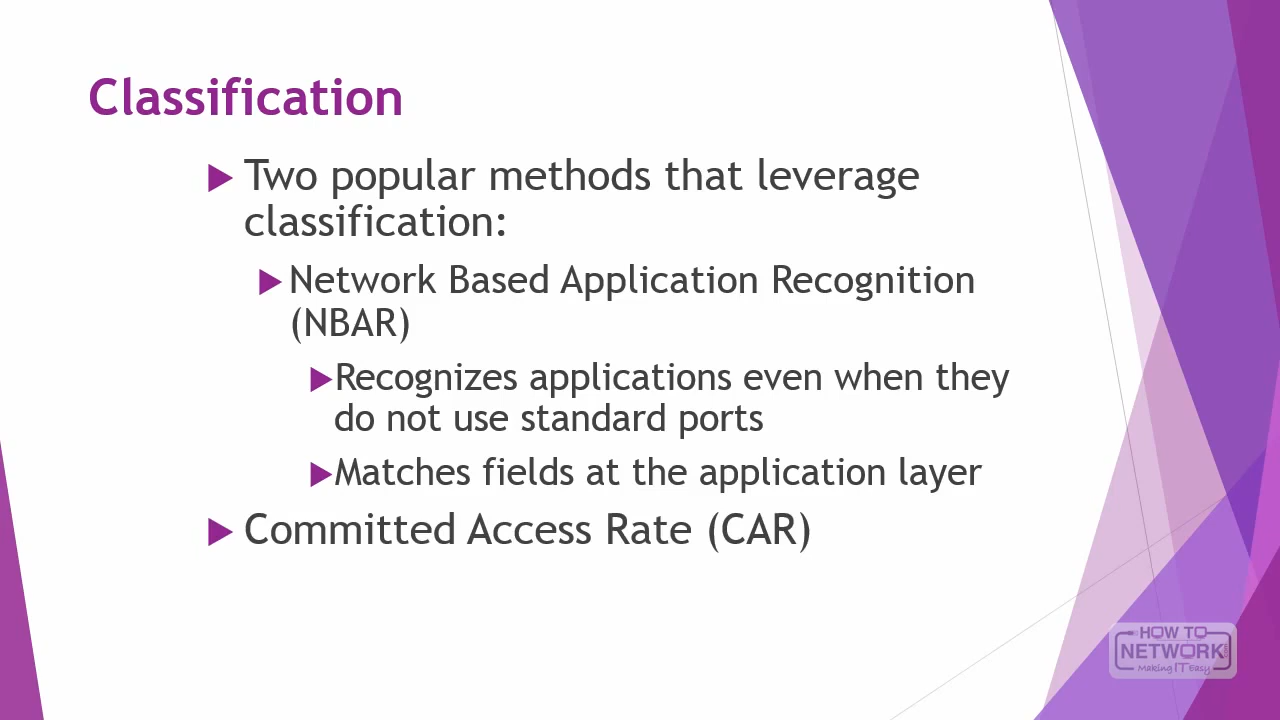 Classification
Two popular methods that leverage
classification:
Network Based Application Recognition
(NBAR)
Recognizes applications even when they
do not use standard ports
Matches fields at the application layer
Committed Access Rate (CAR)
HOW TO
NETWORK.com
Making IT Easy